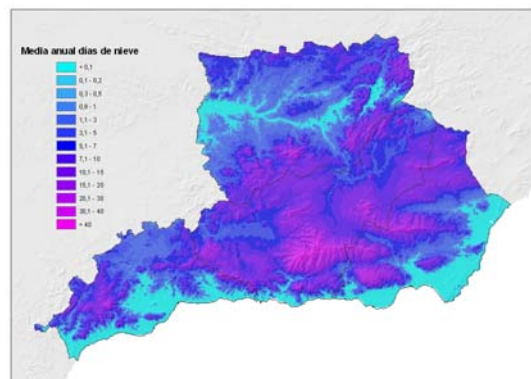 Media anual días de nieve
< 0,1
0,1 - 0,2
0,3 - 0,5
0,6 - 1
1,1 - 3
3,1 - 5
5,1 - 7
7,1 - 10
10,1 - 15
15,1 - 20
20,1 - 30
30,1 - 40
> 40